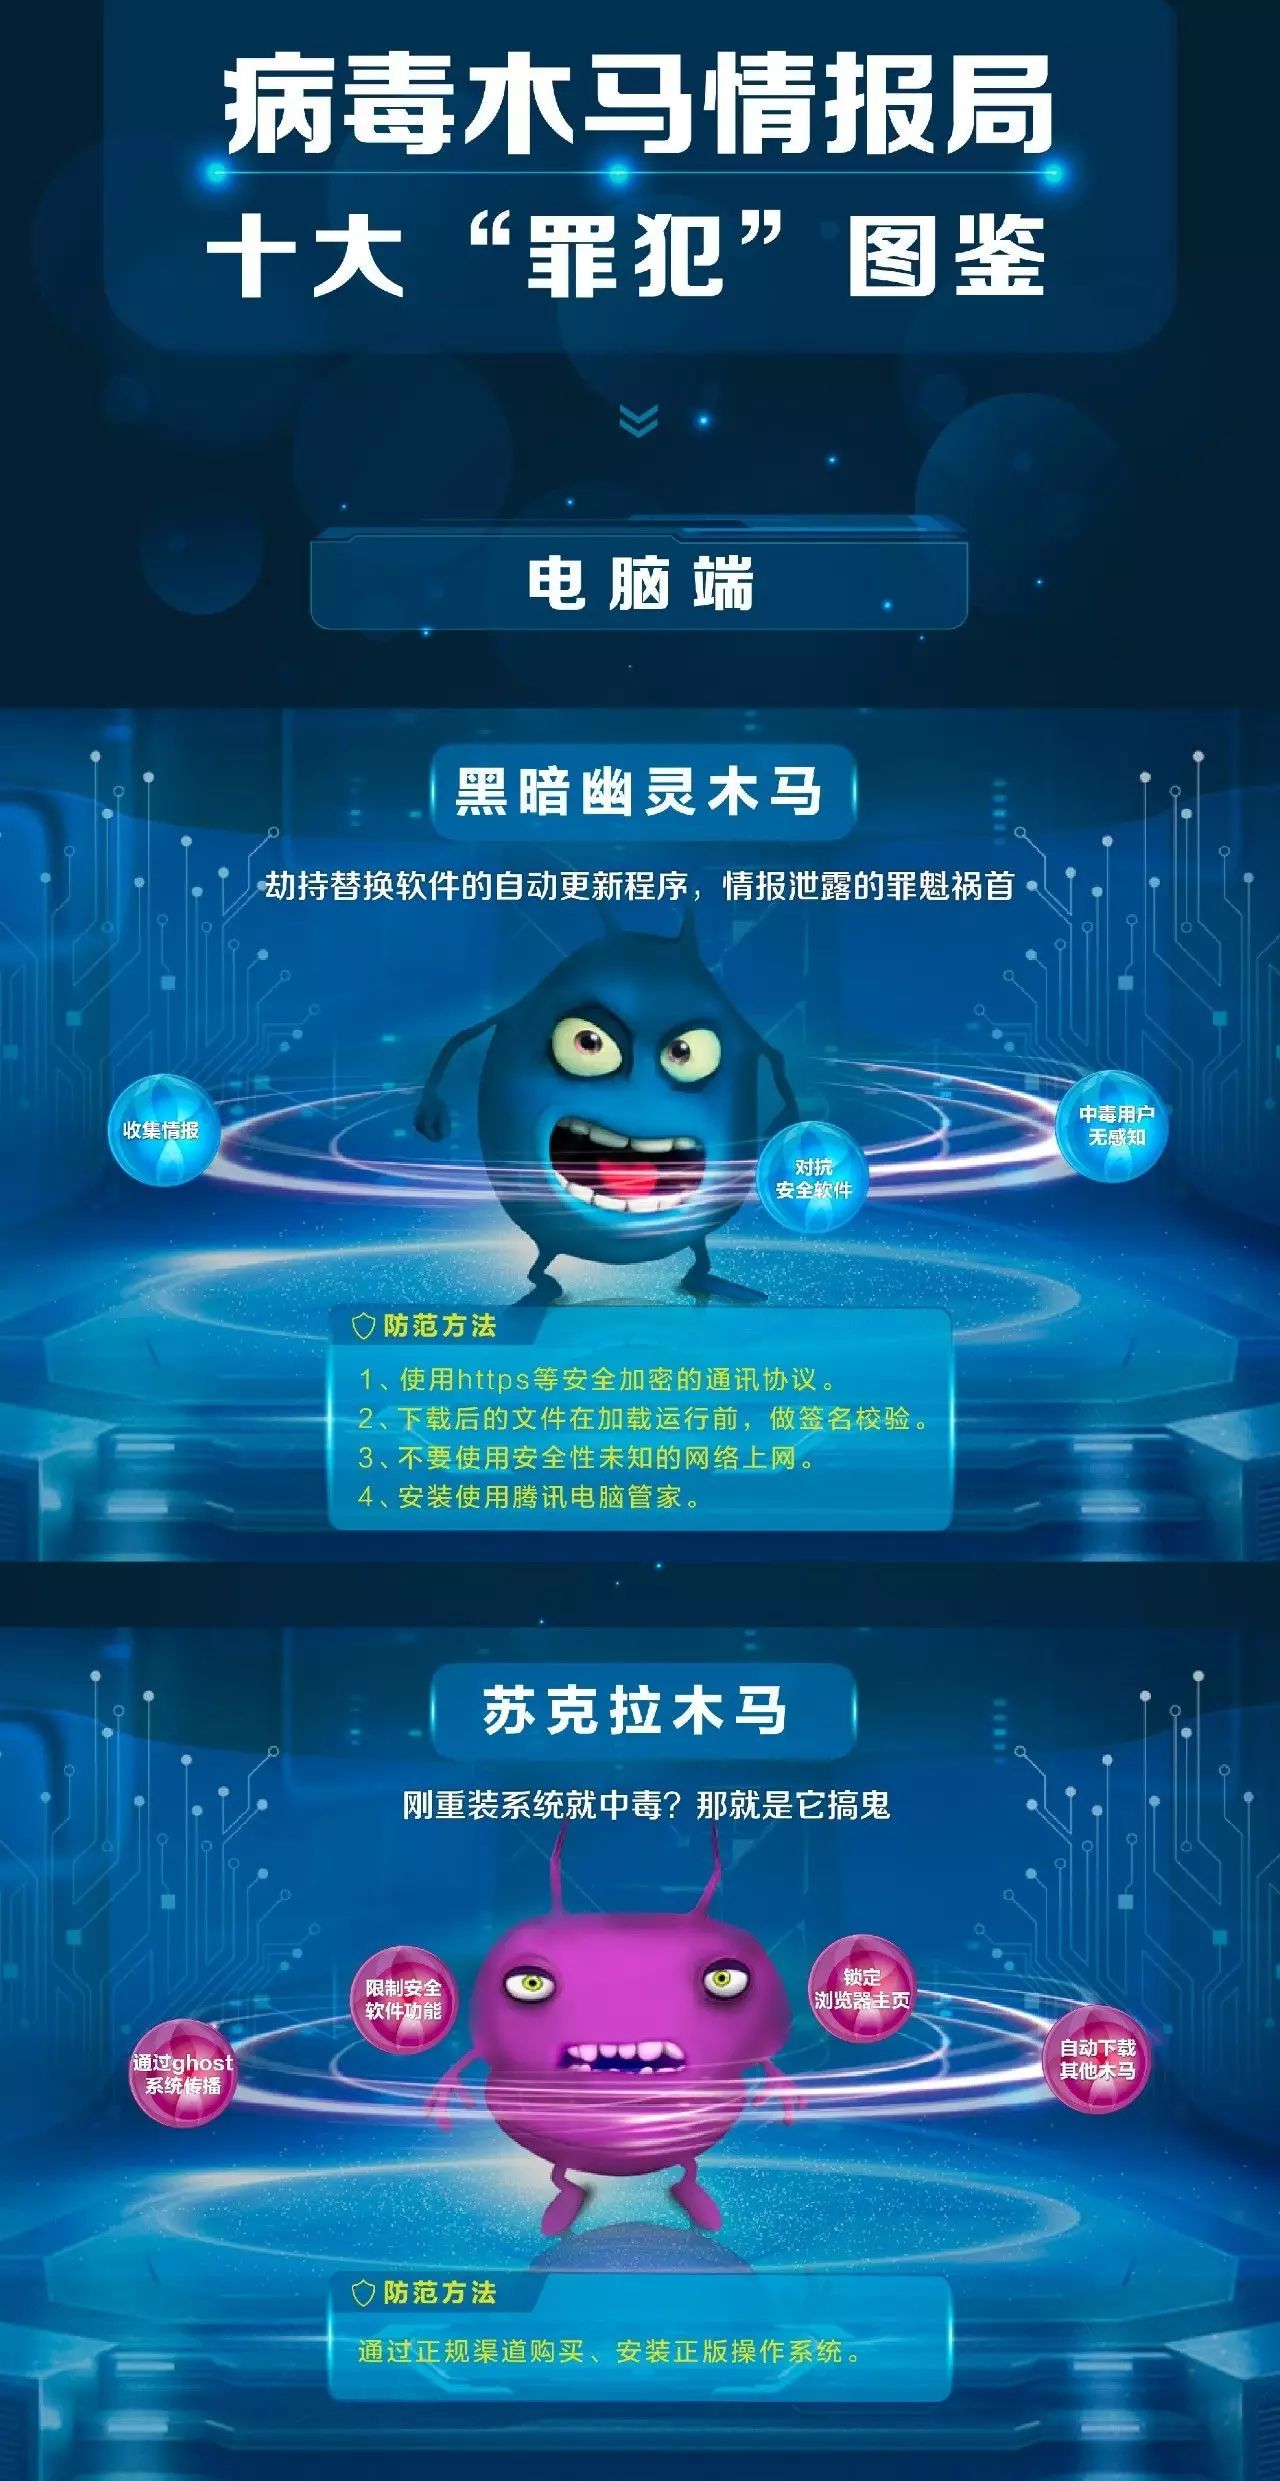 病毒木马情报局
十大“罪犯”图鉴
电脑端
黑暗幽灵木马
劫持替换软件的自动更新程序，情报泄露的罪魁祸首
收集情报
中毒用户
无感知
对抗
安全软件
防范方法
1、使用https等安全加密的通讯协议。
2、下载后的文件在加载运行前，做签名校验。
3、不要使用安全性未知的网络上网。
4、安装使用腾讯电脑管家。
苏克拉木马
刚重装系统就中毒？那就是它搞鬼
限制安全
软件功能
锁定
浏览器主页
通过ghost
系统传播
自动下载
其他木马
防范方法
通过正规渠道购买、安装正版操作系统。